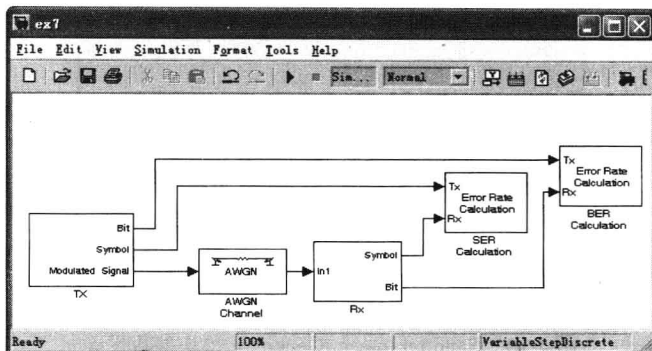 ex7
File Edit View Simulation Format Tools Help
Sim... Normal
Tx
Error Rate
Calculation
Rx
BER
Calculation
Tx
Error Rate
Calculation
Rx
SER
Calculation
Bit
Symbol
Modulated Signal
TX
AWGN
AWGN
Channel
In1
Symbol
Bit
Rx
Ready 100% VariableStepDiscrete